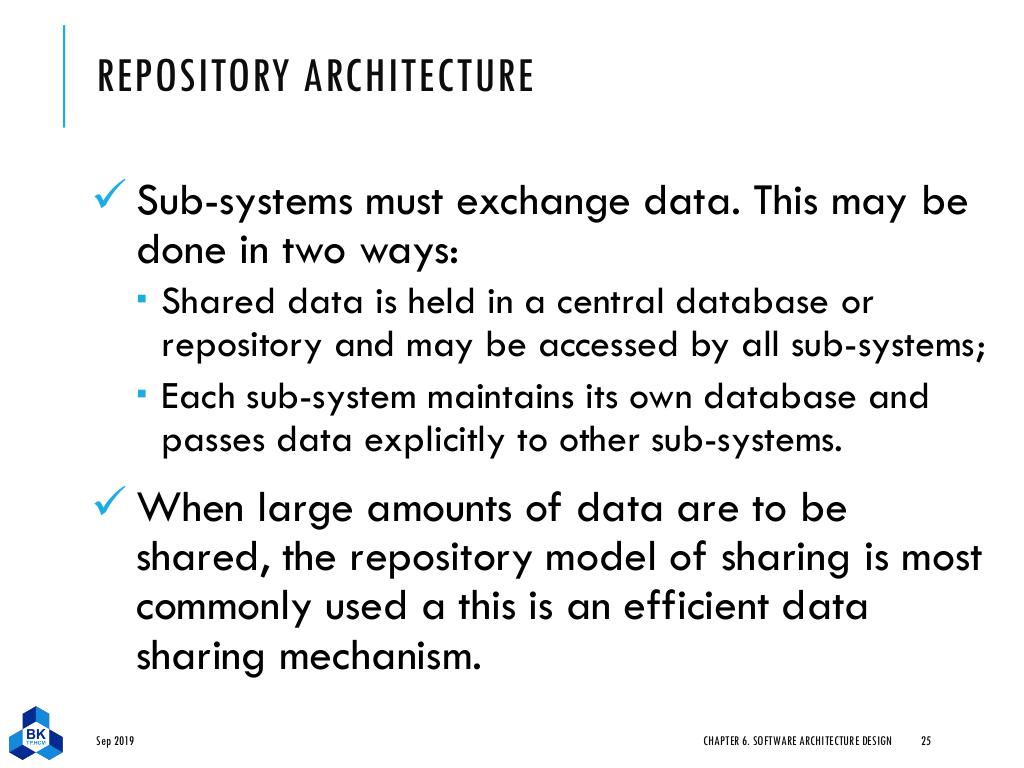 REPOSITORY ARCHITECTURE
Sub-systems must exchange data. This may be
done in two ways:
Shared data is held in a central database or
repository and may be accessed by all sub-systems;
Each sub-system maintains its own database and
passes data explicitly to other sub-systems.
When large amounts of data are to be
shared, the repository model of sharing is most
commonly used a this is an efficient data
sharing mechanism.
BK
TP.HCM
Sep 2019
CHAPTER 6. SOFTWARE ARCHITECTURE DESIGN
25